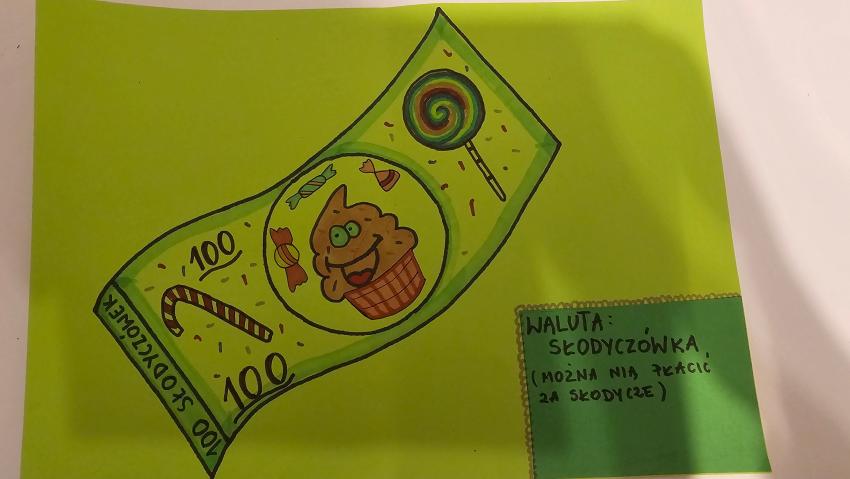 100
100
100 SŁODYCZÓWEK
WALUTA:
SŁODYCZÓWKA
(MOŻNA NIĄ PŁACIĆ
ZA SŁODYCZE)